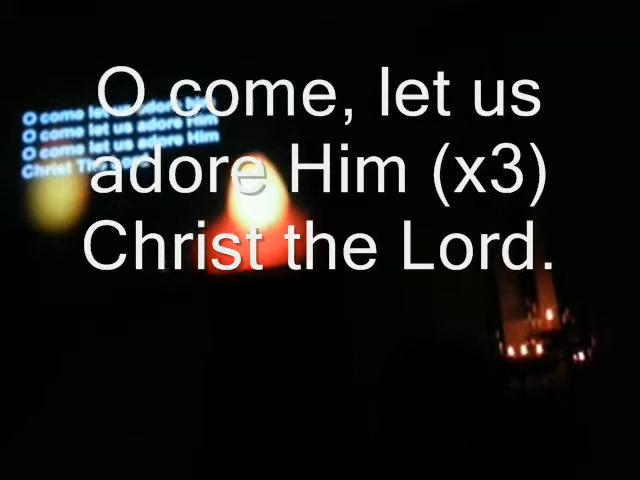 O come, let us
adore Him (x3)
Christ the Lord.
O come let us adore Him
O come let us adore Him
O come let us adore Him
Christ The Lord